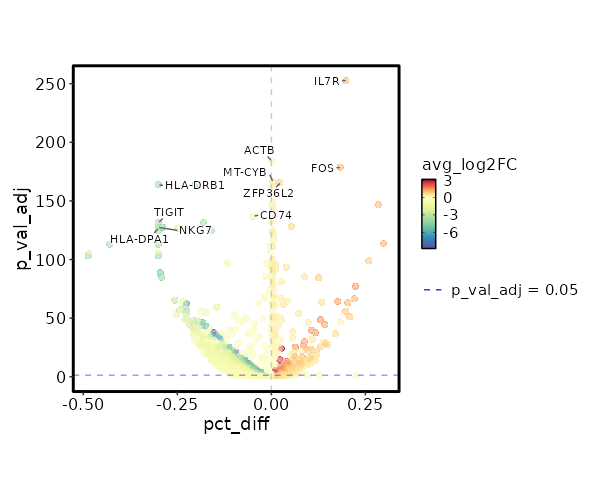 IL7R
ACTB
MT-CYB
FOS
HLA-DRB1
ZFP36L2
TIGIT
CD74
NKG7
HLA-DPA1
250
200
150
100
50
0
p_val_adj
-0.50
-0.25
0.00
0.25
pct_diff
avg_log2FC
3
0
-3
-6
p_val_adj = 0.05